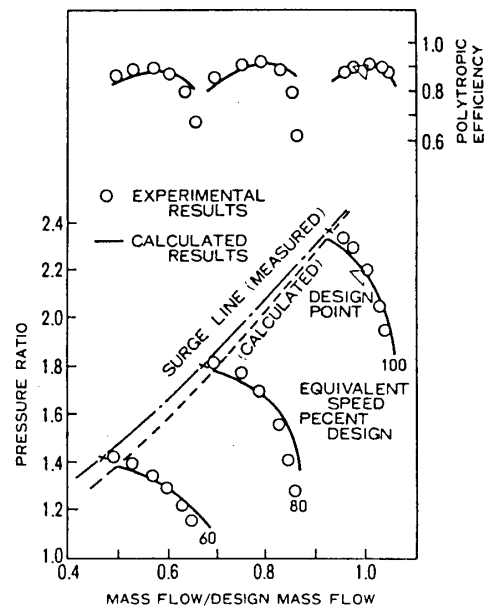 1.0
0.8
0.6
POLYTROPIC
EFFICIENCY
EXPERIMENTAL
RESULTS
CALCULATED
RESULTS
SURGE LINE (MEASURED)
(CALCULATED)
DESIGN
POINT
EQUIVALENT
SPEED
PECENT
DESIGN
100
80
60
2.4
2.2
2.0
1.8
1.6
1.4
1.2
1.0
PRESSURE RATIO
0.4
0.6
0.8
1.0
MASS FLOW/DESIGN MASS FLOW